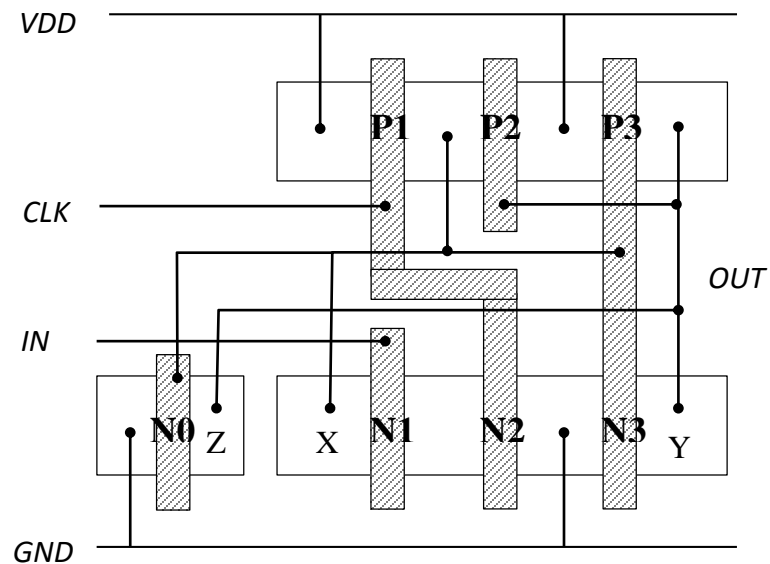 VDD
P1 P2 P3
CLK
OUT
IN
N0 Z X N1 N2 N3 Y
GND